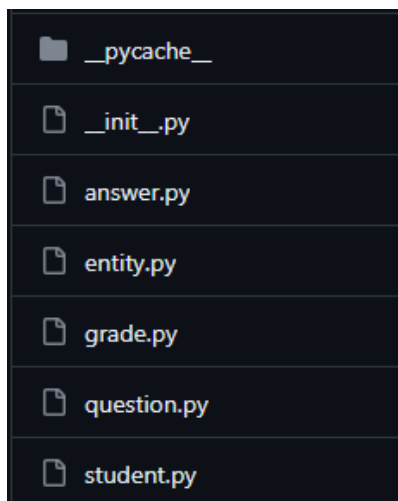 __pycache__
__init__.py
answer.py
entity.py
grade.py
question.py
student.py